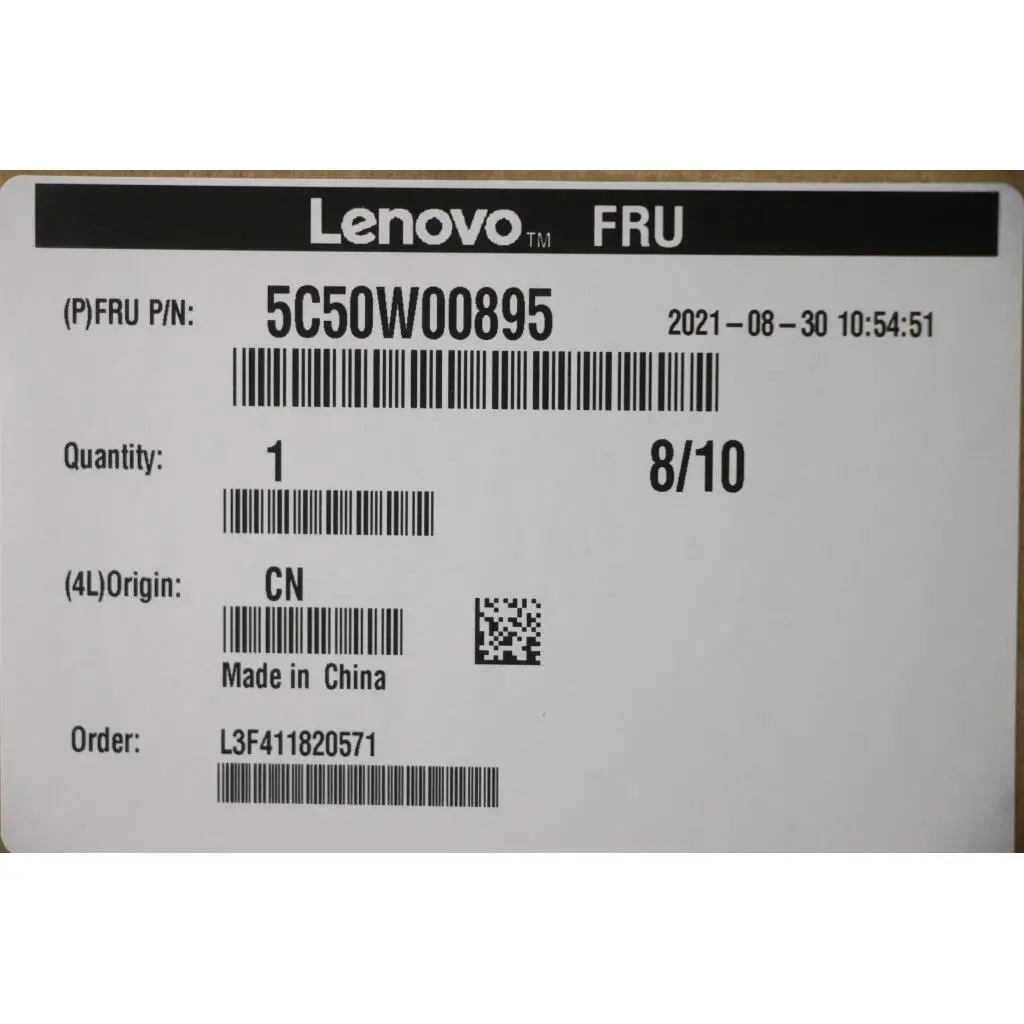 Lenovo™ FRU
(P)FRU P/N: 5C50W00895 2021-08-30 10:54:51
Quantity: 1 8/10
(4L)Origin: CN
Made in China
Order: L3F411820571